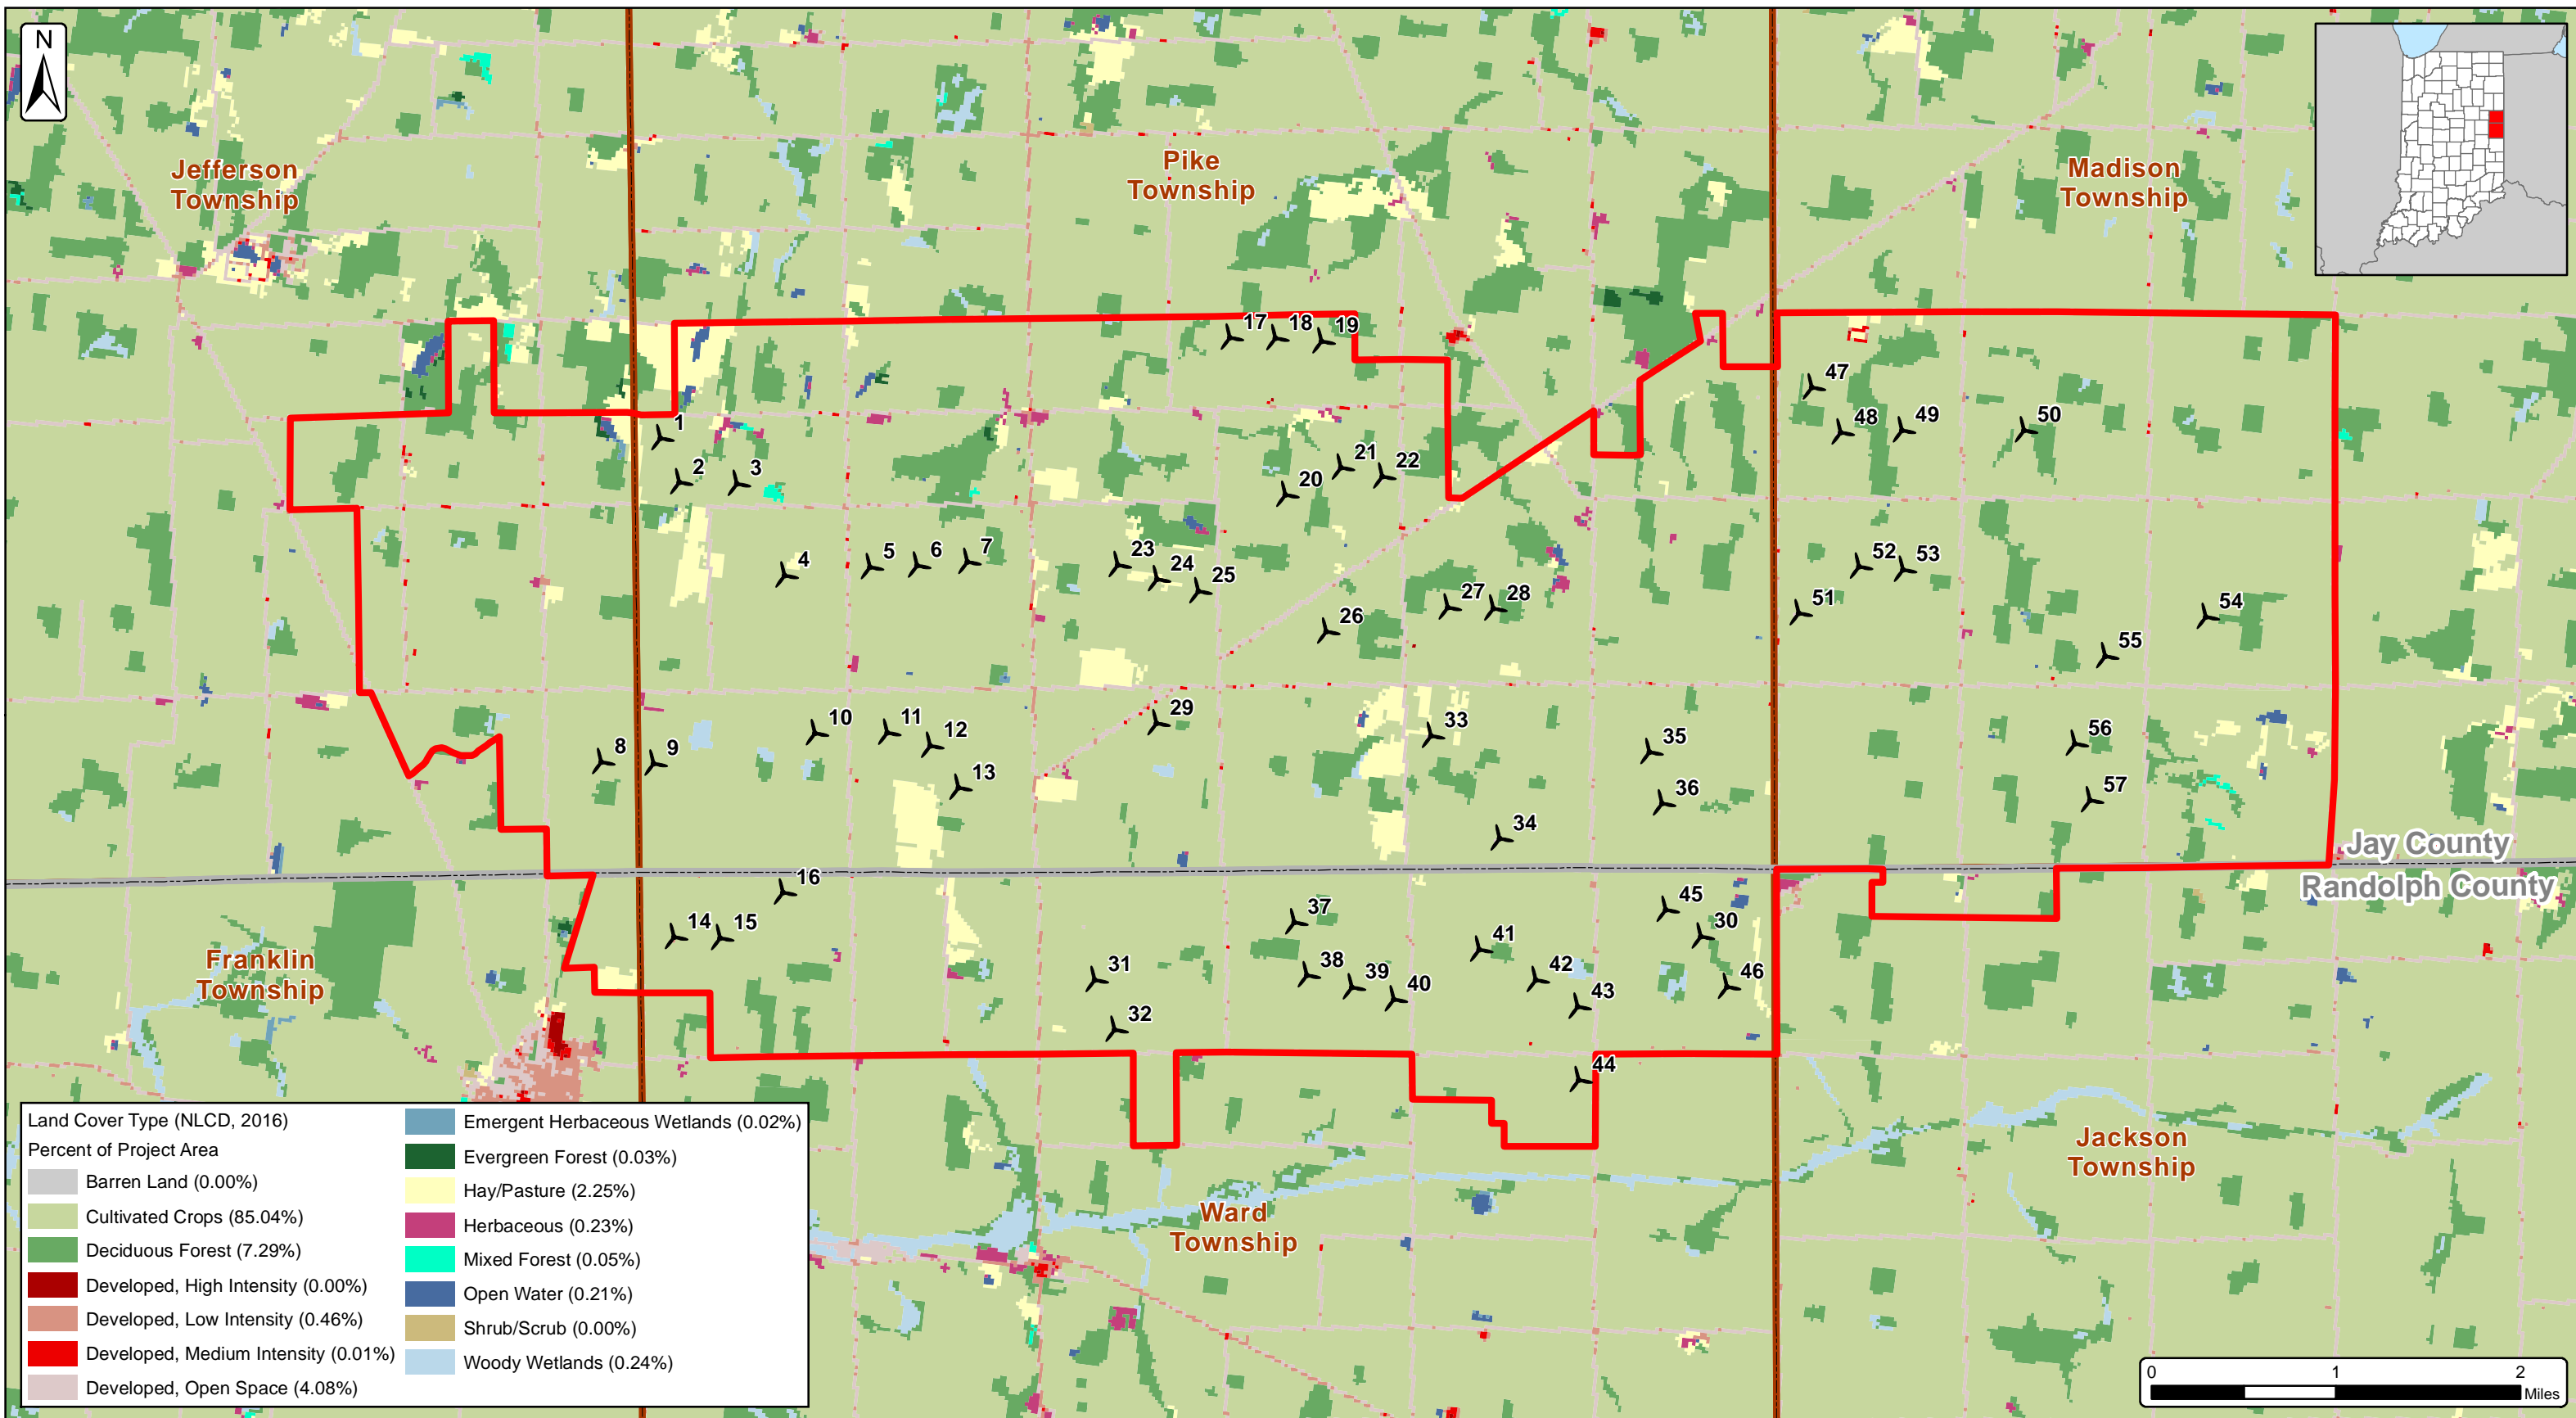 N
Jefferson
Township
Pike
Township
Madison
Township
17
18
19
47
1
48
49
50
2
3
21
22
20
4
5
6
7
23
24
25
52
53
27
28
51
26
54
55
29
10
11
12
33
8
9
35
56
13
36
57
34
Jay County
Randolph County
16
14
15
37
45
30
41
31
38
39
40
42
46
43
32
44
Franklin
Township
Jackson
Township
Ward
Township
Land Cover Type (NLCD, 2016)
Percent of Project Area
Barren Land (0.00%)
Cultivated Crops (85.04%)
Deciduous Forest (7.29%)
Developed, High Intensity (0.00%)
Developed, Low Intensity (0.46%)
Developed, Medium Intensity (0.01%)
Developed, Open Space (4.08%)
Emergent Herbaceous Wetlands (0.02%)
Evergreen Forest (0.03%)
Hay/Pasture (2.25%)
Herbaceous (0.23%)
Mixed Forest (0.05%)
Open Water (0.21%)
Shrub/Scrub (0.00%)
Woody Wetlands (0.24%)
0 1 2
Miles